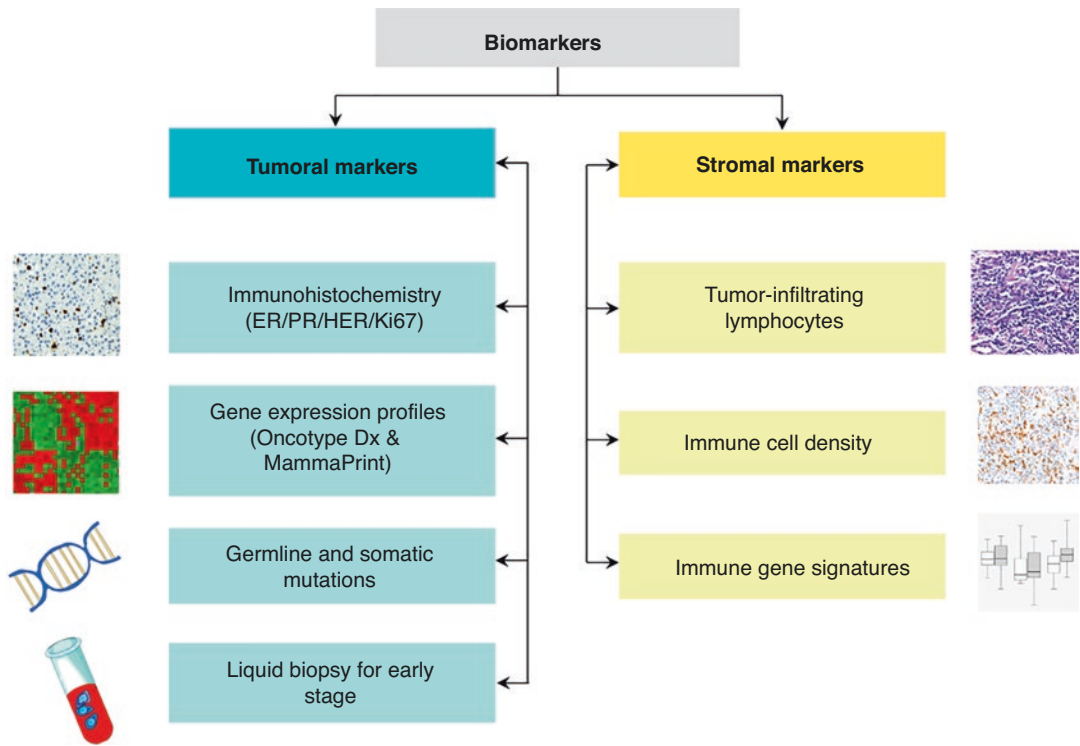 Biomarkers
Tumoral markers
Immunohistochemistry
(ER/PR/HER/Ki67)
Gene expression profiles
(Oncotype Dx &
MammaPrint)
Germline and somatic
mutations
Liquid biopsy for early
stage
Stromal markers
Tumor-infiltrating
lymphocytes
Immune cell density
Immune gene signatures